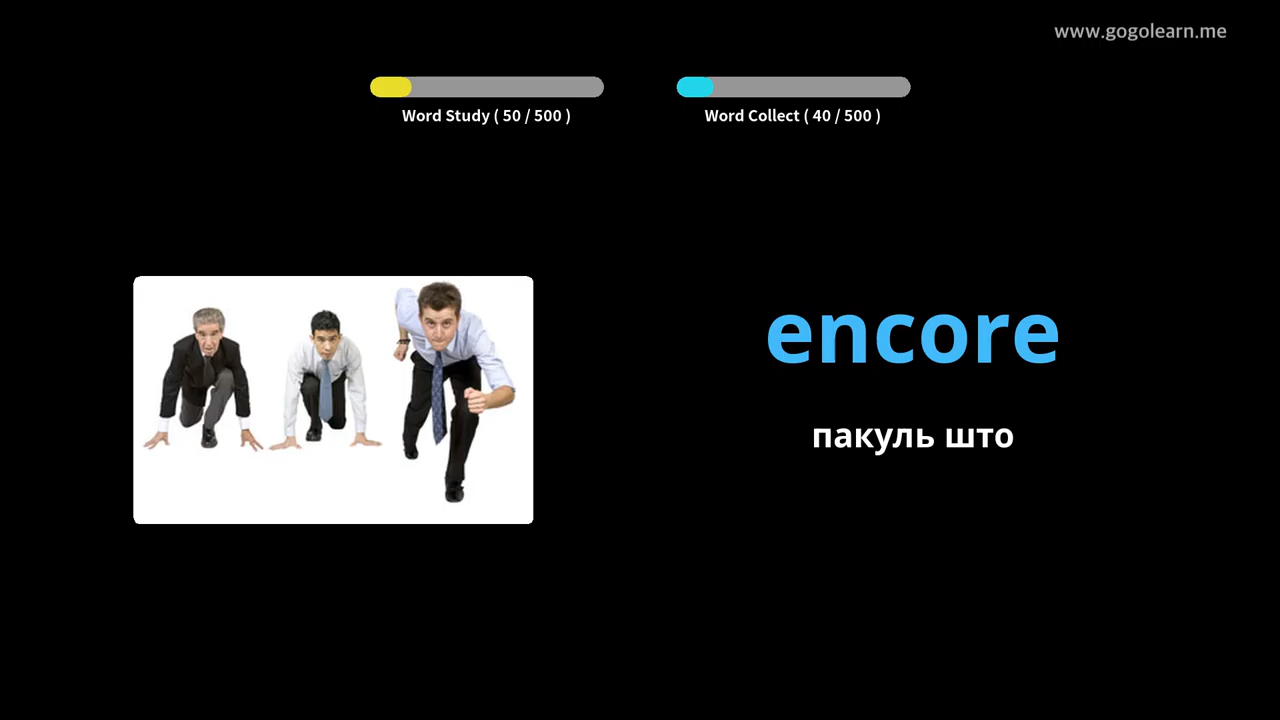 www.gogolearn.me
Word Study ( 50 / 500 )
Word Collect ( 40 / 500 )
encore
пакуль што